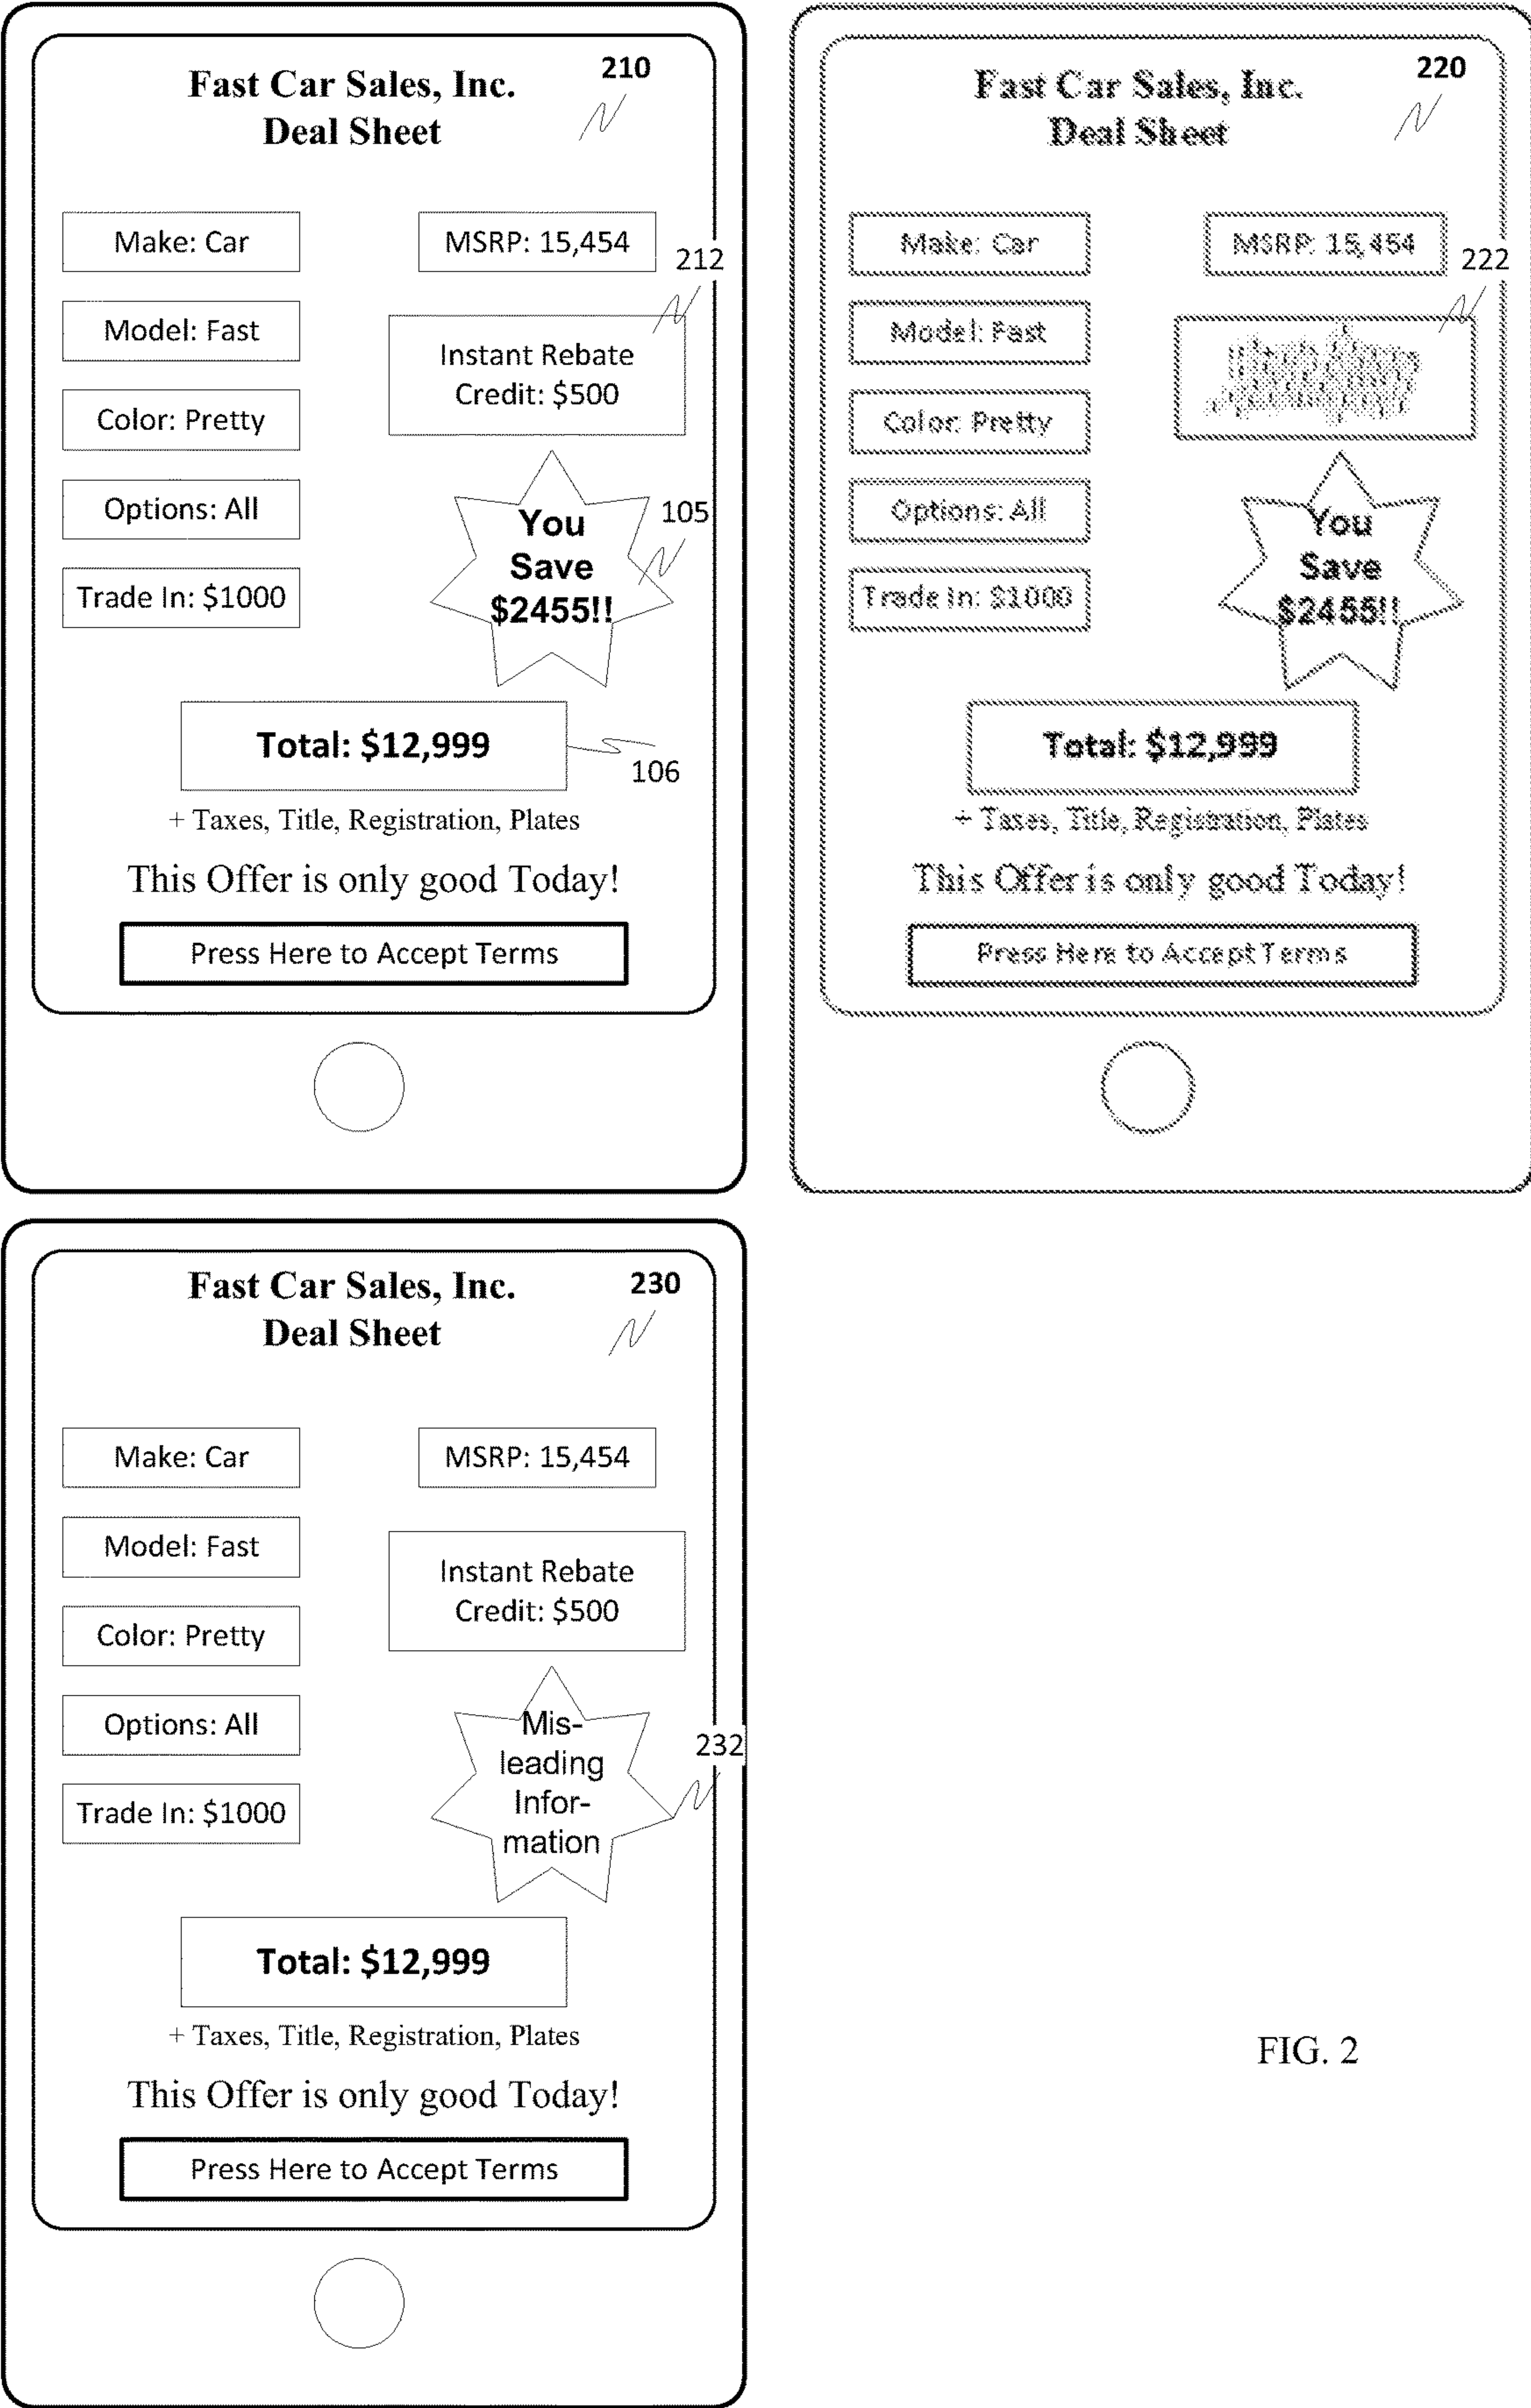 Fast Car Sales, Inc.
Deal Sheet
210
Make: Car
MSRP: 15,454
212
Model: Fast
Instant Rebate
Credit: $500
Color: Pretty
Options: All
You
Save
$2455!!
105
Trade In: $1000
Total: $12,999
106
+ Taxes, Title, Registration, Plates
This Offer is only good Today!
Press Here to Accept Terms
Fast Car Sales, Inc.
Deal Sheet
220
Make: Car
MSRP: 15,454
222
Model: Fast
Color: Pretty
Options: All
You
Save
$2455!!
Trade In: $1000
Total: $12,999
+ Taxes, Title, Registration, Plates
This Offer is only good Today!
Press Here to Accept Terms
Fast Car Sales, Inc.
Deal Sheet
230
Make: Car
MSRP: 15,454
Model: Fast
Instant Rebate
Credit: $500
Color: Pretty
Options: All
Mis-
leading
Infor-
mation
232
Trade In: $1000
Total: $12,999
+ Taxes, Title, Registration, Plates
This Offer is only good Today!
Press Here to Accept Terms
FIG. 2